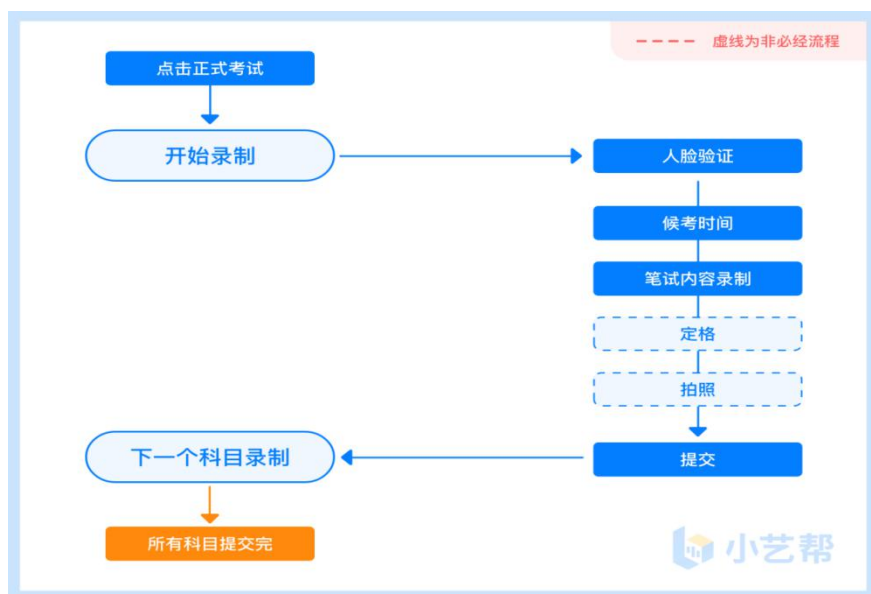 虚线为非必经流程
点击正式考试
开始录制
人脸验证
候考时间
笔试内容录制
定格
拍照
下一个科目录制
提交
所有科目提交完
小艺帮